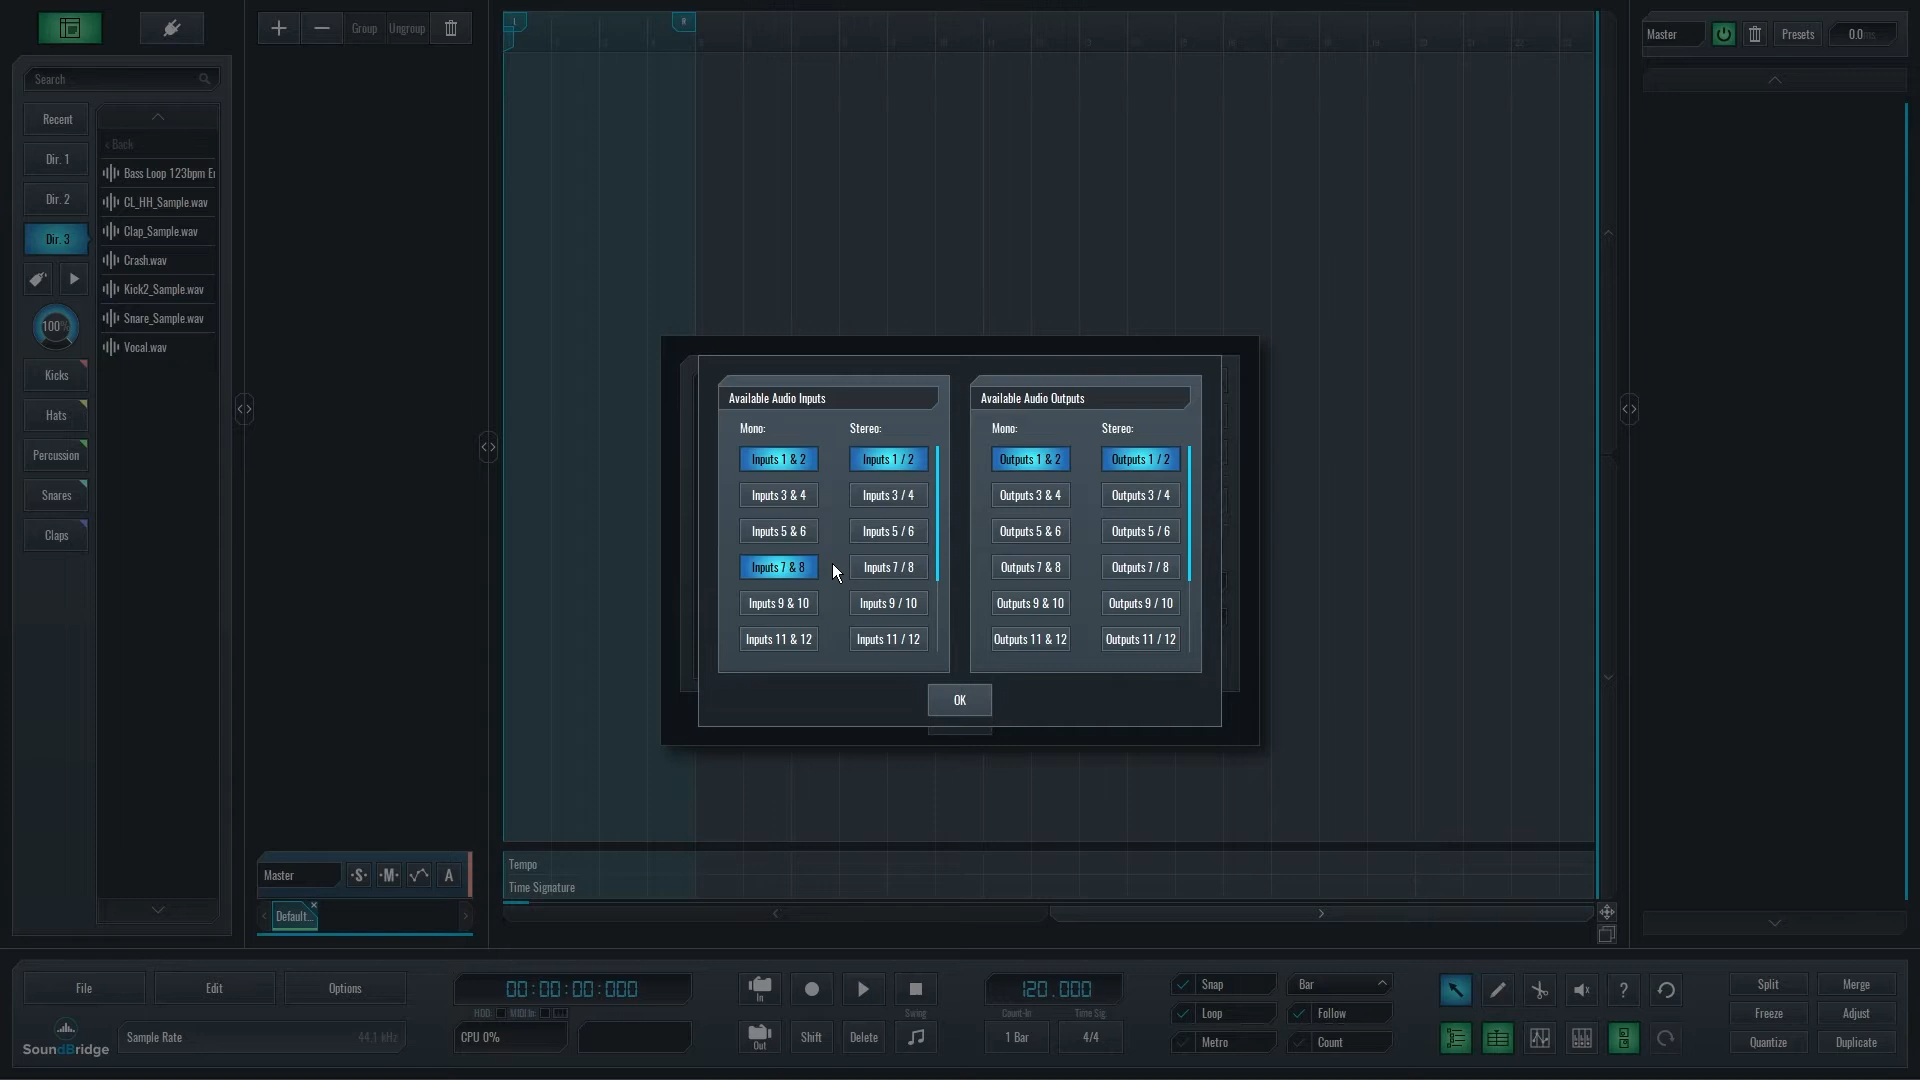 Group
Ungroup
Search...
Recent
Dir. 1
Dir. 2
Dir. 3
100%
Kicks
Hats
Percussion
Snares
Claps
< Back
Bass Loop 123bpm
CL_HH_Sample.wav
Clap_Sample.wav
Crash.wav
Kick2_Sample.wav
Snare_Sample.wav
Vocal.wav
L
R
Master
Presets
0.0ms
Available Audio Inputs
Mono:
Stereo:
Inputs 1 & 2
Inputs 1 / 2
Inputs 3 & 4
Inputs 3 / 4
Inputs 5 & 6
Inputs 5 / 6
Inputs 7 & 8
Inputs 7 / 8
Inputs 9 & 10
Inputs 9 / 10
Inputs 11 & 12
Inputs 11 / 12
Available Audio Outputs
Mono:
Stereo:
Outputs 1 & 2
Outputs 1 / 2
Outputs 3 & 4
Outputs 3 / 4
Outputs 5 & 6
Outputs 5 / 6
Outputs 7 & 8
Outputs 7 / 8
Outputs 9 & 10
Outputs 9 / 10
Outputs 11 & 12
Outputs 11 / 12
OK
Master
·S·
·M·
A
Default...
Tempo
Time Signature
File
Edit
Options
SoundBridge
Sample Rate
44.1 kHz
00:00:00:000
HDD:
MIDI In:
CPU 0%
In
Out
Shift
Delete
Swing
120.000
Count-In
Time Sig.
1 Bar
4/4
Snap
Bar
Loop
Follow
Metro
Count
?
Split
Merge
Freeze
Adjust
Quantize
Duplicate